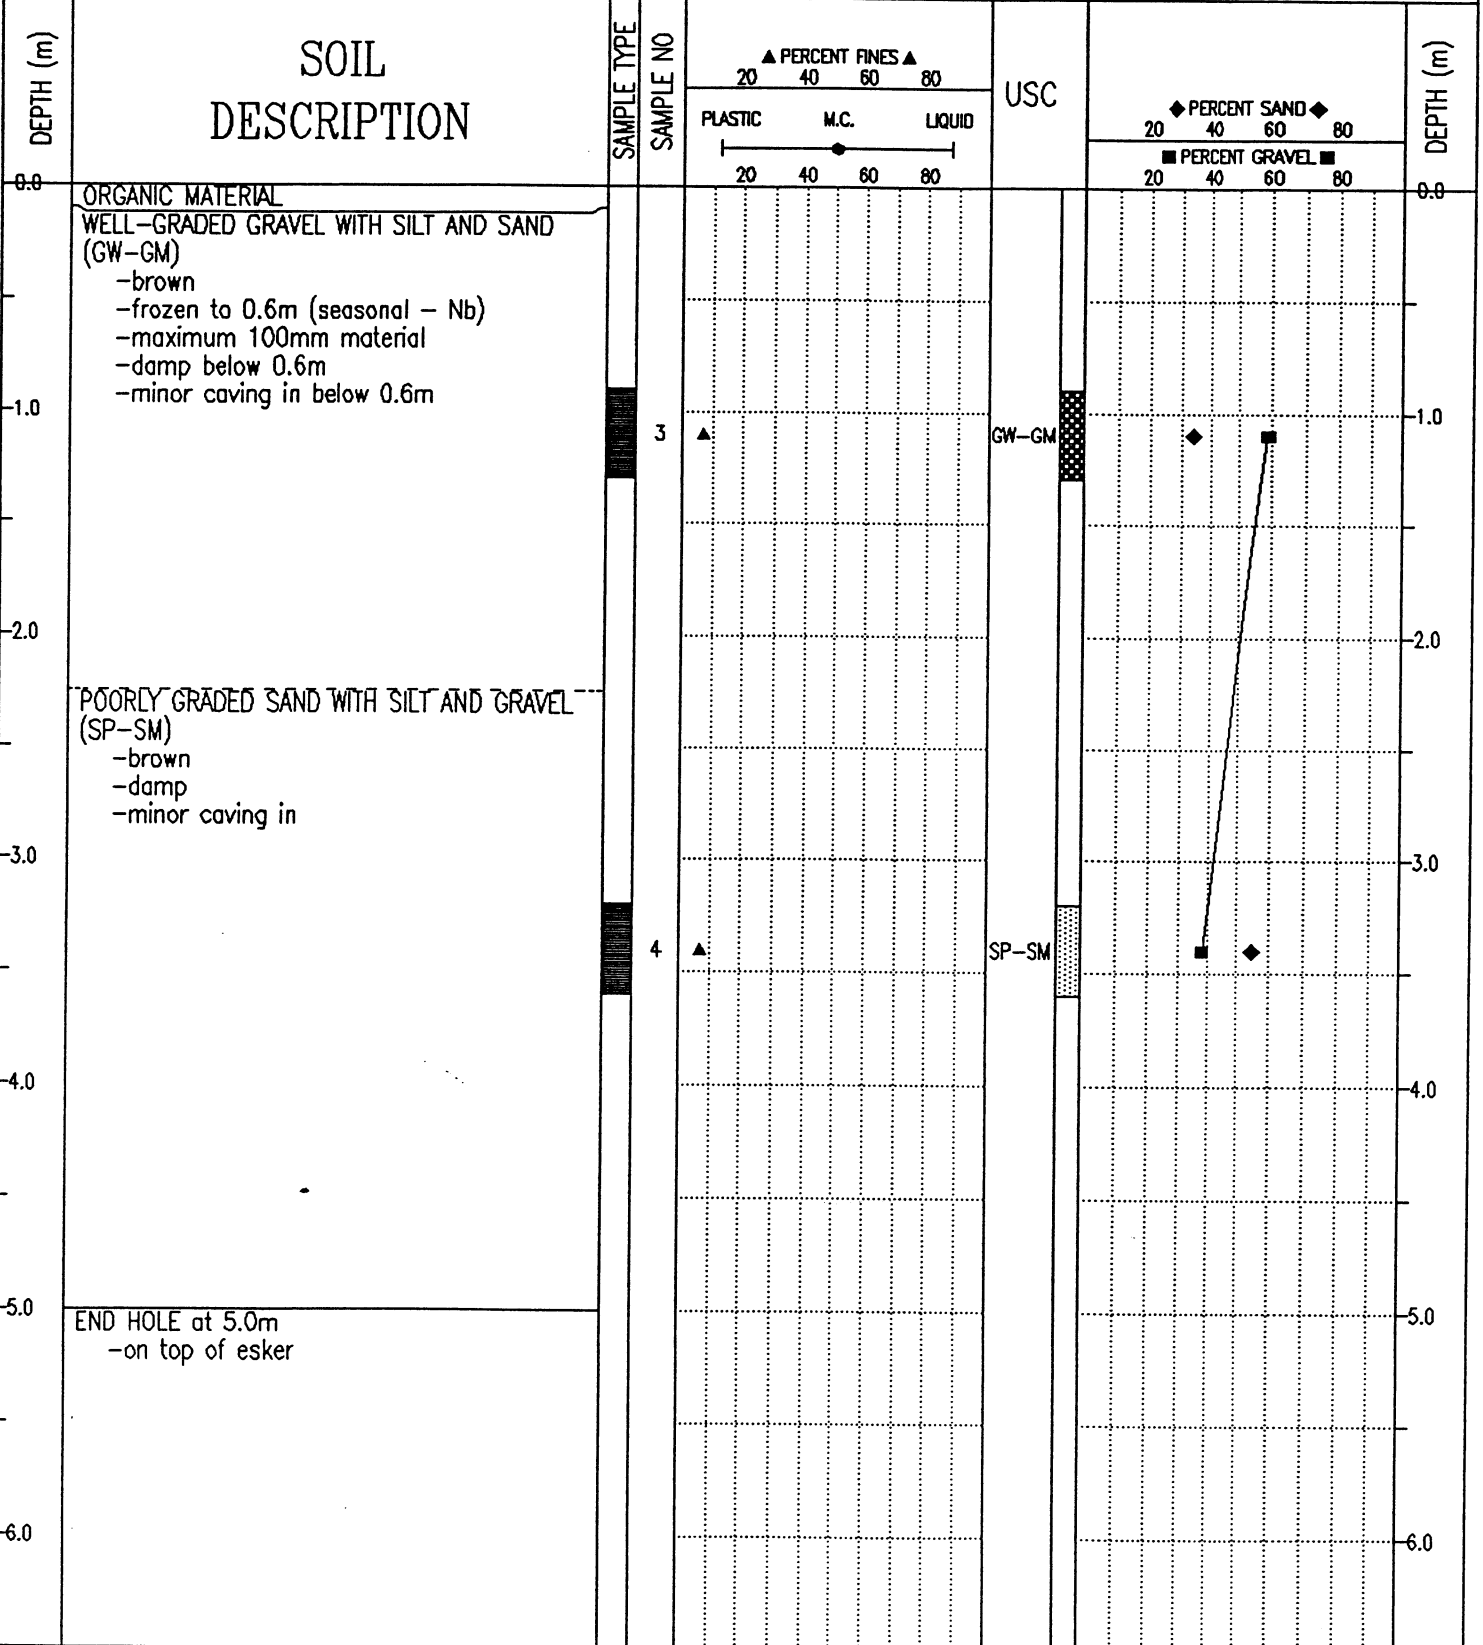 DEPTH (m)
SOIL
DESCRIPTION
SAMPLE TYPE
SAMPLE NO
▲ PERCENT FINES ▲
20 40 60 80
PLASTIC M.C. LIQUID
20 40 60 80
USC
◆ PERCENT SAND ◆
20 40 60 80
■ PERCENT GRAVEL ■
20 40 60 80
DEPTH (m)
0.0
ORGANIC MATERIAL
0.0
WELL-GRADED GRAVEL WITH SILT AND SAND
(GW-GM)
-brown
-frozen to 0.6m (seasonal - Nb)
-maximum 100mm material
-damp below 0.6m
-minor caving in below 0.6m
1.0
1.0
3
GW-GM
2.0
2.0
POORLY GRADED SAND WITH SILT AND GRAVEL
(SP-SM)
-brown
-damp
-minor caving in
3.0
3.0
4
SP-SM
4.0
4.0
5.0
5.0
END HOLE at 5.0m
-on top of esker
6.0
6.0